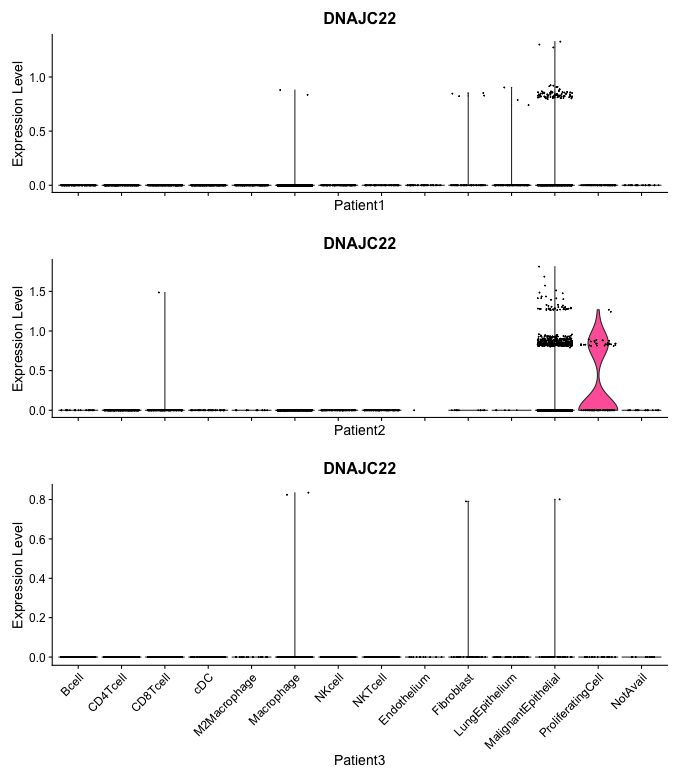 DNAJC22
Expression Level
1.0
0.5
0.0
Patient1
DNAJC22
Expression Level
1.5
1.0
0.5
0.0
Patient2
DNAJC22
Expression Level
0.8
0.6
0.4
0.2
0.0
Bcell
CD4Tcell
CD8Tcell
cDC
M2Macrophage
Macrophage
NKcell
NKTcell
Endothelium
Fibroblast
LungEpithelium
MalignantEpithelial
ProliferatingCell
NotAvail
Patient3